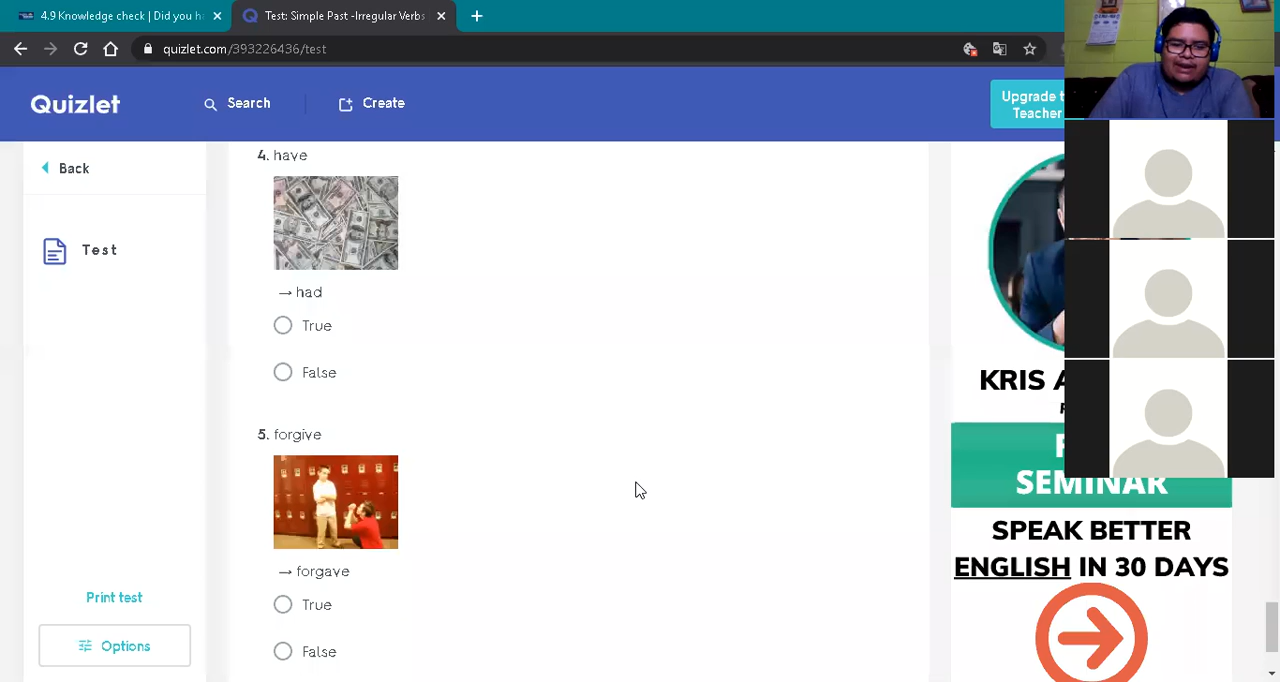 4.9 Knowledge check | Did you h
Test: Simple Past -Irregular Verbs
quizlet.com/393226436/test
Quizlet
Search
Create
Upgrade t
Teacher
Back
Test
Print test
Options
4. have
→ had
True
False
5. forgive
→ forgave
True
False
KRIS A
SEMINAR
SPEAK BETTER
ENGLISH IN 30 DAYS